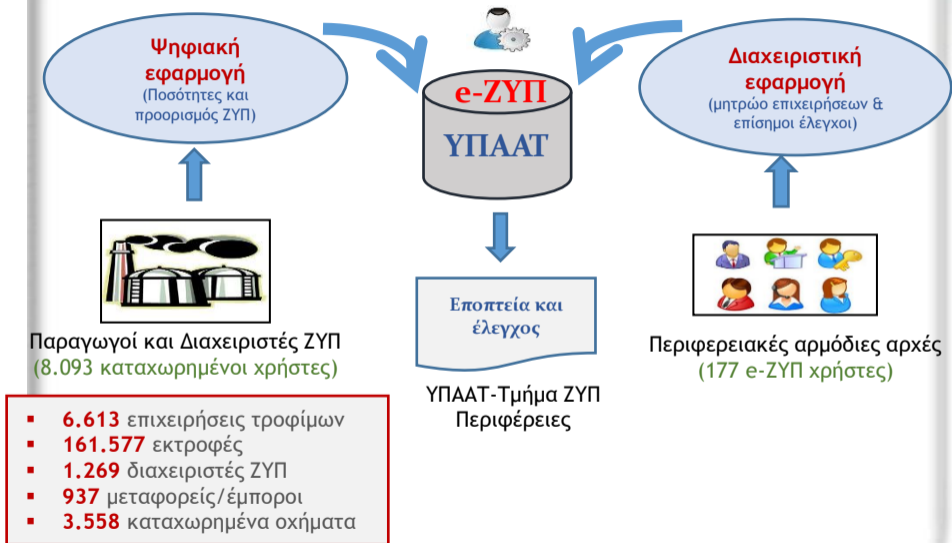 Ψηφιακή
εφαρμογή
(Ποσότητες και
προορισμός ΖΥΠ)
e-ΖΥΠ
ΥΠΑΑΤ
Διαχειριστική
εφαρμογή
(μητρώο επιχειρήσεων &
επίσημοι έλεγχοι)
Παραγωγοί και Διαχειριστές ΖΥΠ
(8.093 καταχωρημένοι χρήστες)
Εποπτεία και
έλεγχος
ΥΠΑΑΤ-Τμήμα ΖΥΠ
Περιφέρειες
Περιφερειακές αρμόδιες αρχές
(177 e-ΖΥΠ χρήστες)
▪ 6.613 επιχειρήσεις τροφίμων
▪ 161.577 εκτροφές
▪ 1.269 διαχειριστές ΖΥΠ
▪ 937 μεταφορείς/έμποροι
▪ 3.558 καταχωρημένα οχήματα